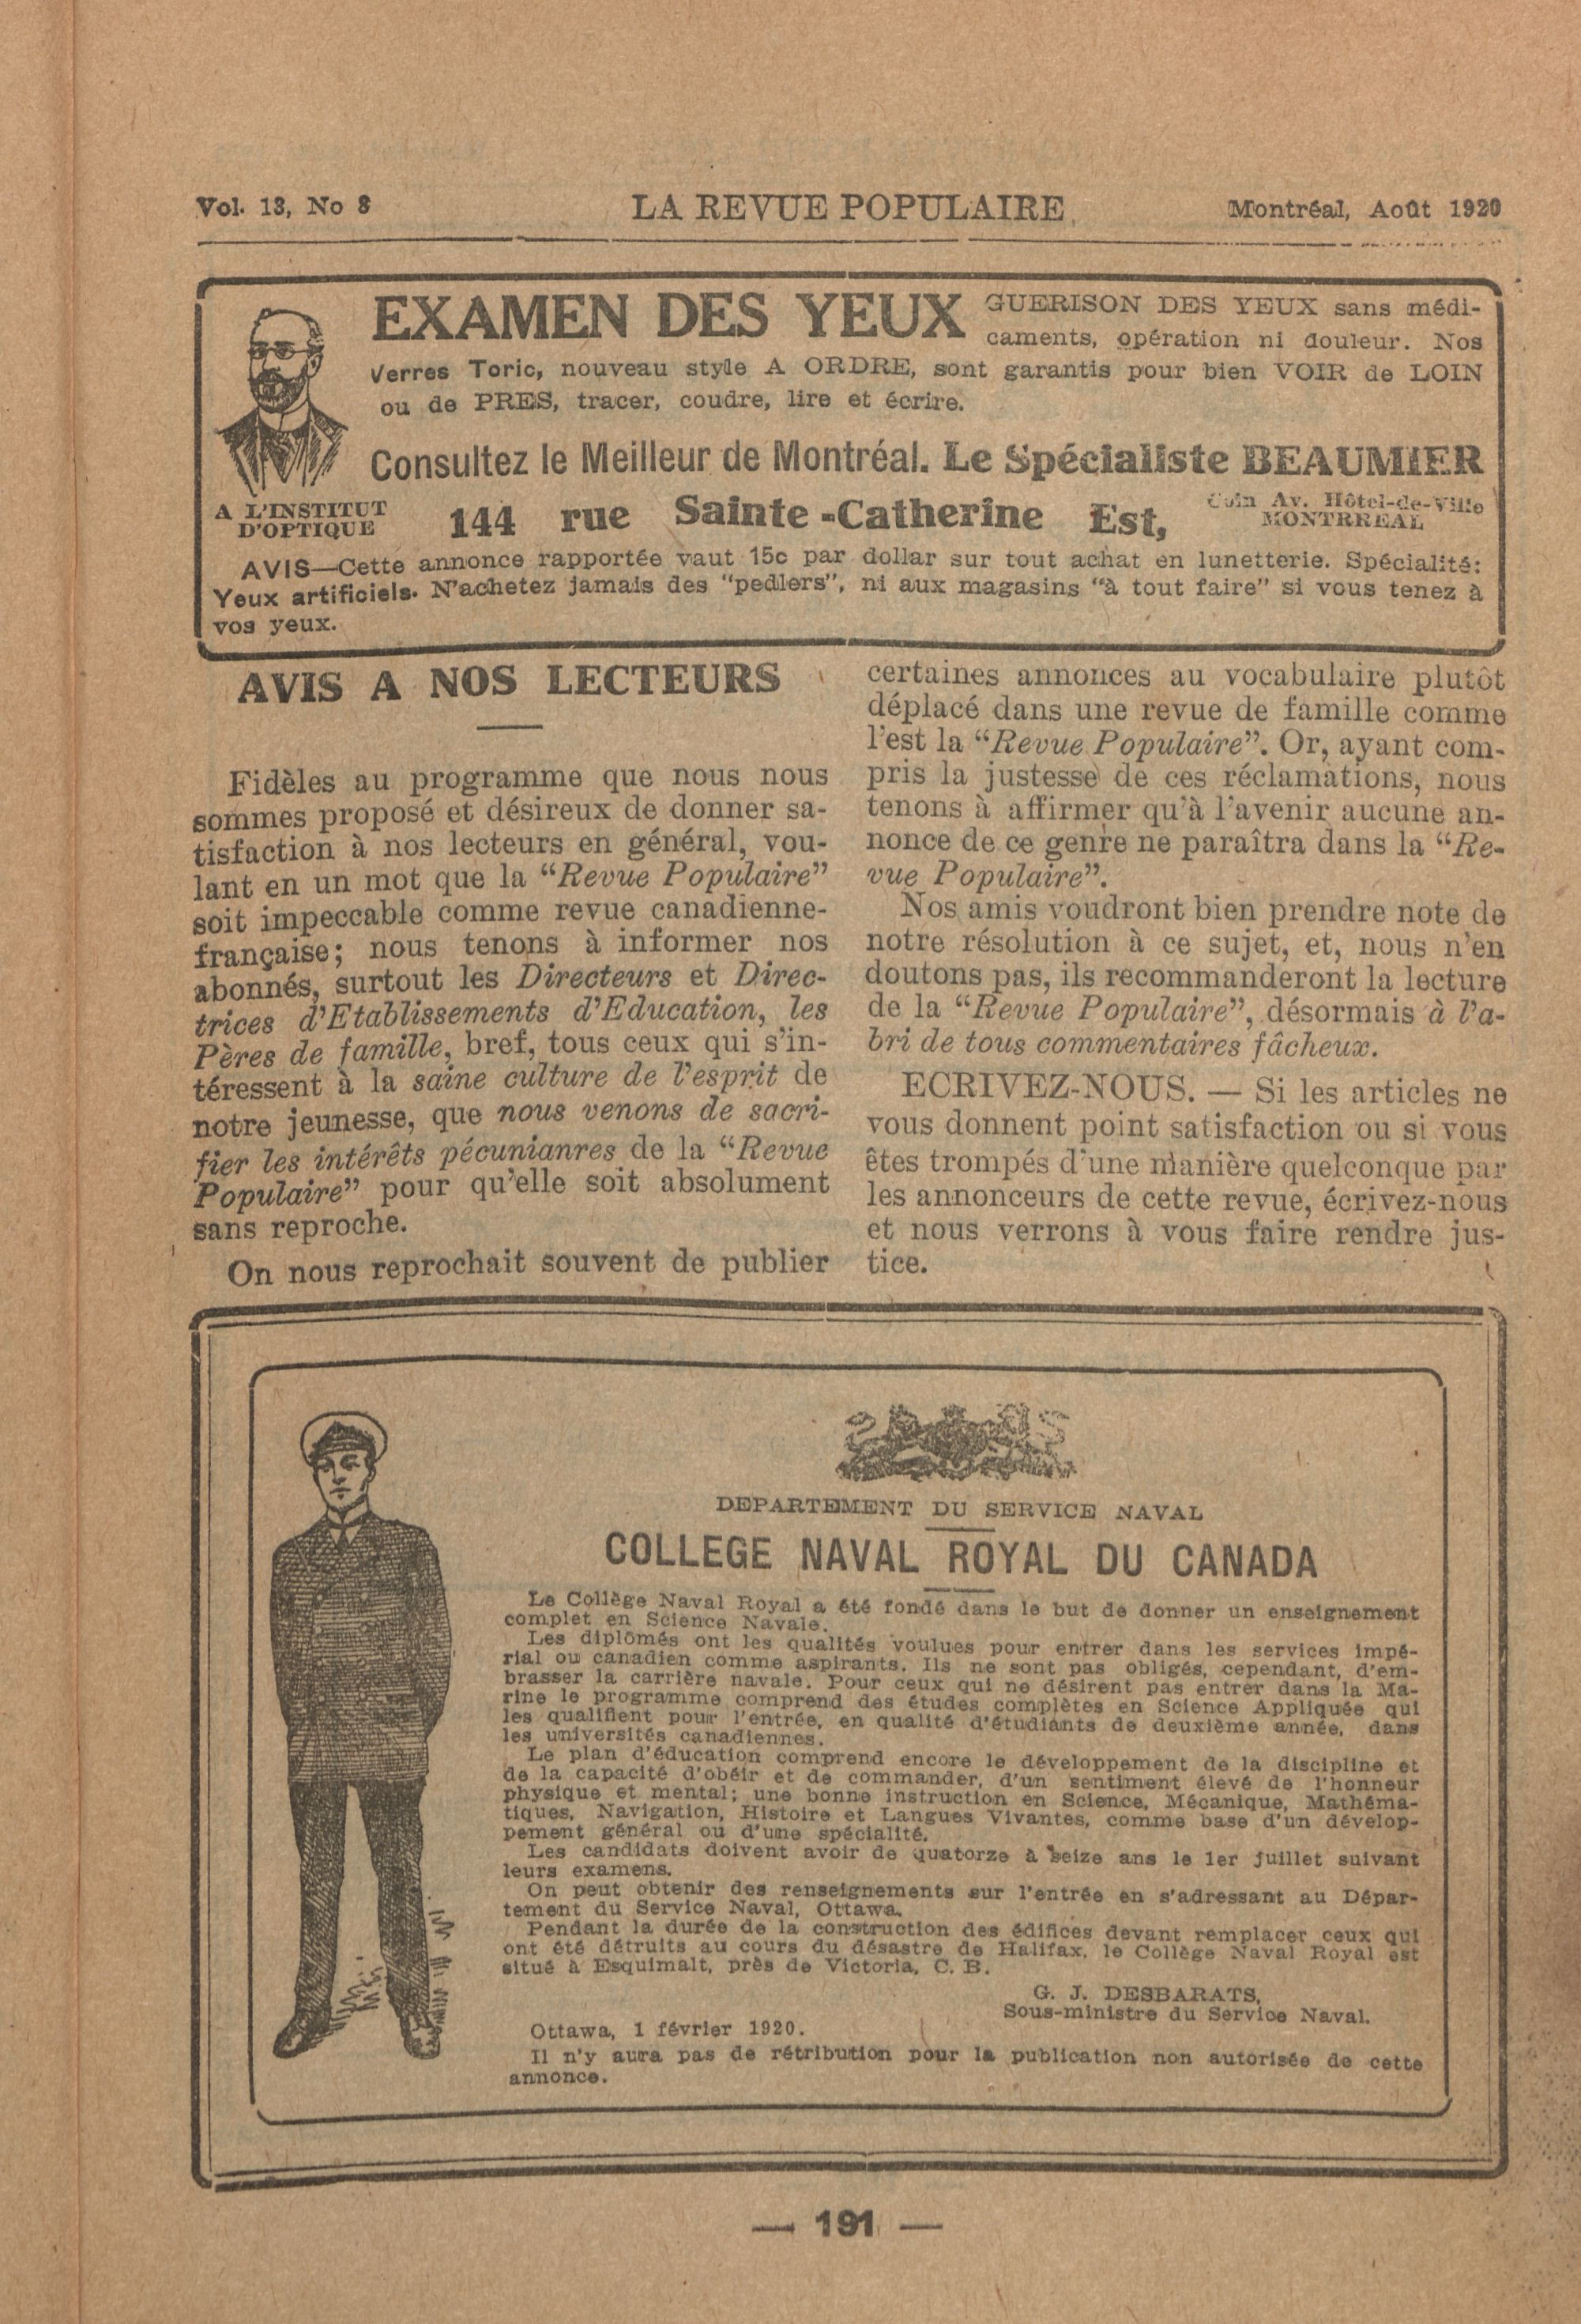 Vol. 13, No 8
LA REVUE POPULAIRE
Montréal, Août 1920
EXAMEN DES YEUX
GUERISON DES YEUX sans médi-
caments, opération ni douleur. Nos
Verres Toric, nouveau style A ORDRE, sont garantis pour bien VOIR de LOIN
ou de PRES, tracer, coudre, lire et écrire.
Consultez le Meilleur de Montréal. Le Spécialiste BEAUMIER
A L'INSTITUT
D'OPTIQUE
144 rue Sainte-Catherine Est,
Coin Av. Hôtel-de-Ville
MONTRREAL
AVIS—Cette annonce rapportée vaut 15c par dollar sur tout achat en lunetterie. Spécialité:
Yeux artificiels. N'achetez jamais des "pedlers", ni aux magasins "à tout faire" si vous tenez à
vos yeux.
AVIS A NOS LECTEURS
Fidèles au programme que nous nous
sommes proposé et désireux de donner sa-
tisfaction à nos lecteurs en général, vou-
lant en un mot que la "Revue Populaire"
soit impeccable comme revue canadienne-
française; nous tenons à informer nos
abonnés, surtout les Directeurs et Direc-
trices d'Etablissements d'Education, les
Pères de famille, bref, tous ceux qui s'in-
téressent à la saine culture de l'esprit de
notre jeunesse, que nous venons de sacri-
fier les intérêts pécunianres de la "Revue
Populaire" pour qu'elle soit absolument
sans reproche.
On nous reprochait souvent de publier
certaines annonces au vocabulaire plutôt
déplacé dans une revue de famille comme
l'est la "Revue Populaire". Or, ayant com-
pris la justesse de ces réclamations, nous
tenons à affirmer qu'à l'avenir aucune an-
nonce de ce genre ne paraîtra dans la "Re-
vue Populaire".
Nos amis voudront bien prendre note de
notre résolution à ce sujet, et, nous n'en
doutons pas, ils recommanderont la lecture
de la "Revue Populaire", désormais à l'a-
bri de tous commentaires fâcheux.
ECRIVEZ-NOUS. — Si les articles ne
vous donnent point satisfaction ou si vous
êtes trompés d'une manière quelconque par
les annonceurs de cette revue, écrivez-nous
et nous verrons à vous faire rendre jus-
tice.
DEPARTEMENT DU SERVICE NAVAL
COLLEGE NAVAL ROYAL DU CANADA
Le Collège Naval Royal a été fondé dans le but de donner un enseignement
complet en Science Navale.
Les diplômés ont les qualités voulues pour entrer dans les services impé-
rial ou canadien comme aspirants. Ils ne sont pas obligés, cependant, d'em-
brasser la carrière navale. Pour ceux qui ne désirent pas entrer dans la Ma-
rine le programme comprend des études complètes en Science Appliquée qui
les qualifient pour l'entrée, en qualité d'étudiants de deuxième année, dans
les universités canadiennes.
Le plan d'éducation comprend encore le développement de la discipline et
de la capacité d'obéir et de commander, d'un sentiment élevé de l'honneur
physique et mental; une bonne instruction en Science, Mécanique, Mathéma-
tiques, Navigation, Histoire et Langues Vivantes, comme base d'un dévelop-
pement général ou d'une spécialité.
Les candidats doivent avoir de quatorze à seize ans le 1er juillet suivant
leurs examens.
On peut obtenir des renseignements sur l'entrée en s'adressant au Dépar-
tement du Service Naval, Ottawa.
Pendant la durée de la construction des édifices devant remplacer ceux qui
ont été détruits au cours du désastre de Halifax, le Collège Naval Royal est
situé à Esquimalt, près de Victoria, C. B.
G. J. DESBARATS,
Sous-ministre du Service Naval.
Ottawa, 1 février 1920.
Il n'y aura pas de rétribution pour la publication non autorisée de cette
annonce.
— 191 —